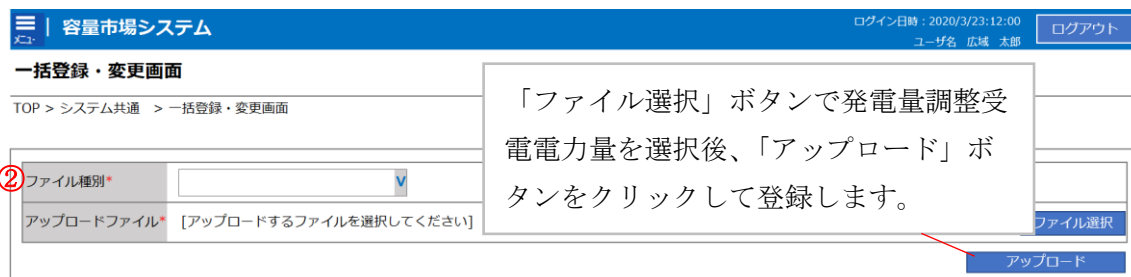 メニュー
容量市場システム
ログイン日時：2020/3/23:12:00
ユーザ名 広域 太郎
ログアウト
一括登録・変更画面
TOP > システム共通 > 一括登録・変更画面
「ファイル選択」ボタンで発電量調整受
電電力量を選択後、「アップロード」ボ
タンをクリックして登録します。
②
ファイル種別*
V
アップロードファイル* [アップロードするファイルを選択してください]
ファイル選択
アップロード